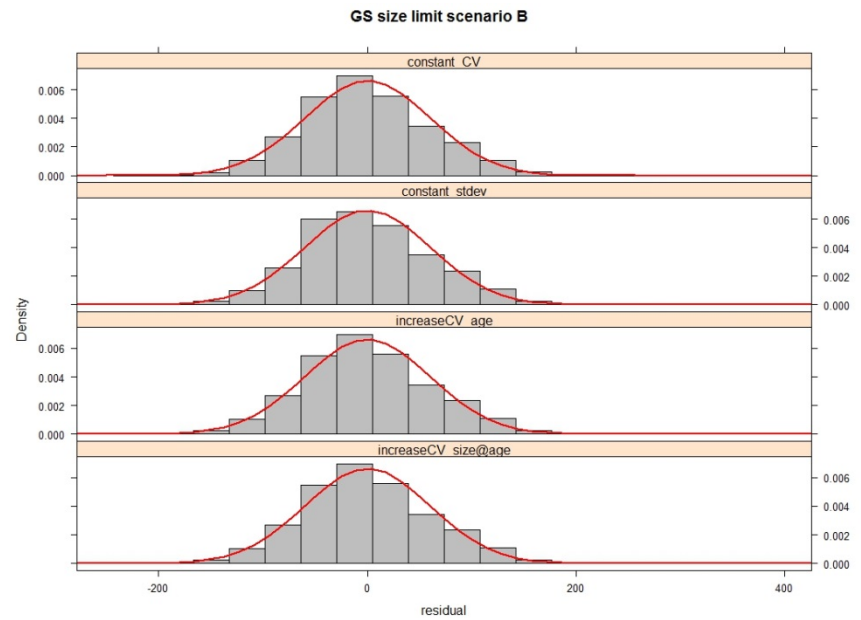 GS size limit scenario B
constant_CV
0.006
0.004
0.002
0.000
constant_stdev
0.006
0.004
0.002
0.000
increaseCV_age
0.006
0.004
0.002
0.000
increaseCV_size@age
0.006
0.004
0.002
0.000
Density
-200 0 200 400
residual